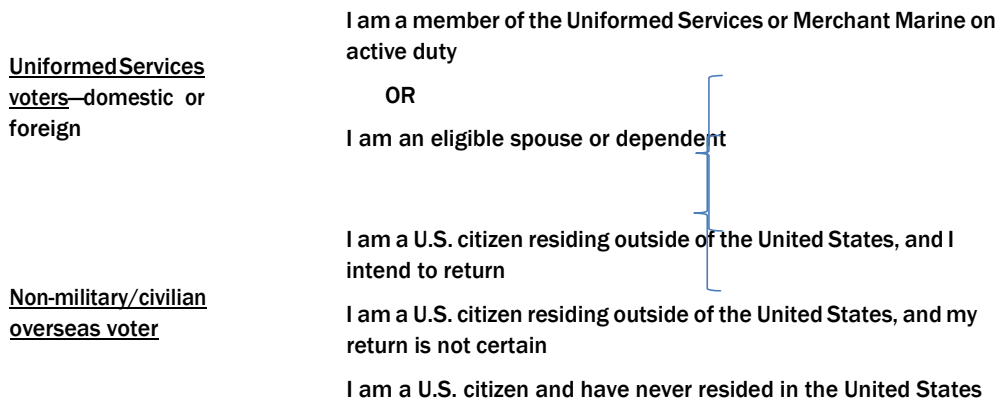 Uniformed Services
voters—domestic or
foreign
I am a member of the Uniformed Services or Merchant Marine on
active duty
OR
I am an eligible spouse or dependent
Non-military/civilian
overseas voter
I am a U.S. citizen residing outside of the United States, and I
intend to return
I am a U.S. citizen residing outside of the United States, and my
return is not certain
I am a U.S. citizen and have never resided in the United States